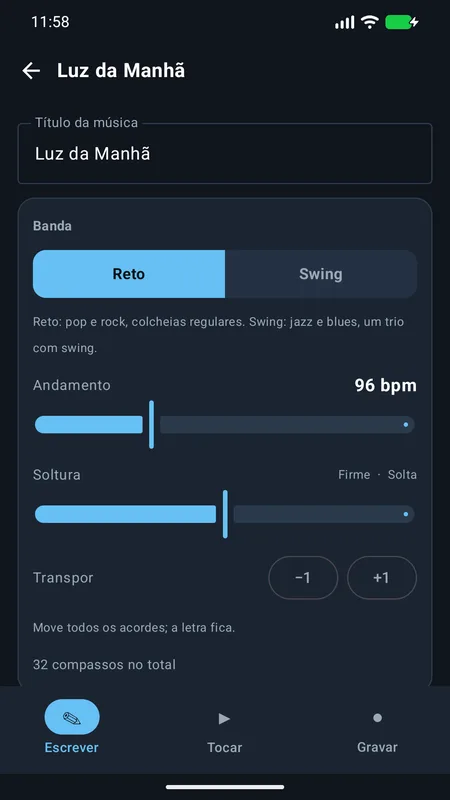 11:58
Luz da Manhã
Título da música
Luz da Manhã
Banda
Reto
Swing
Reto: pop e rock, colcheias regulares. Swing: jazz e blues, um trio
com swing.
Andamento
96 bpm
Soltura
Firme · Solta
Transpor
−1
+1
Move todos os acordes; a letra fica.
32 compassos no total
Escrever
Tocar
Gravar